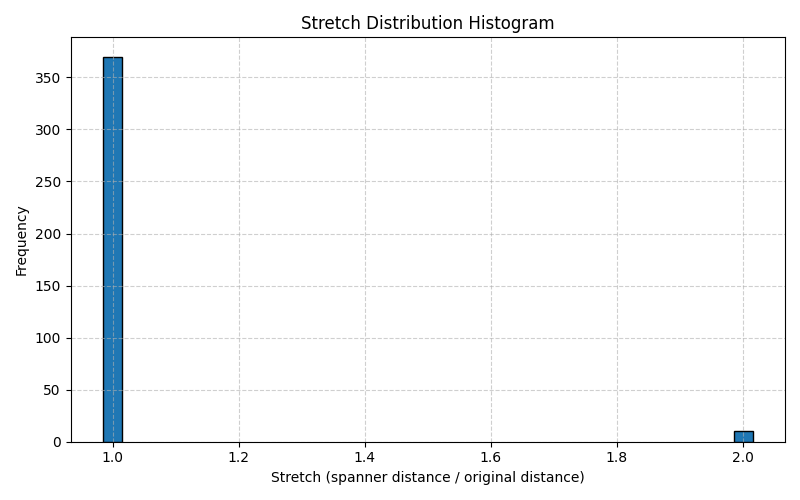 Stretch Distribution Histogram
Frequency
350
300
250
200
150
100
50
0
1.0 1.2 1.4 1.6 1.8 2.0
Stretch (spanner distance / original distance)